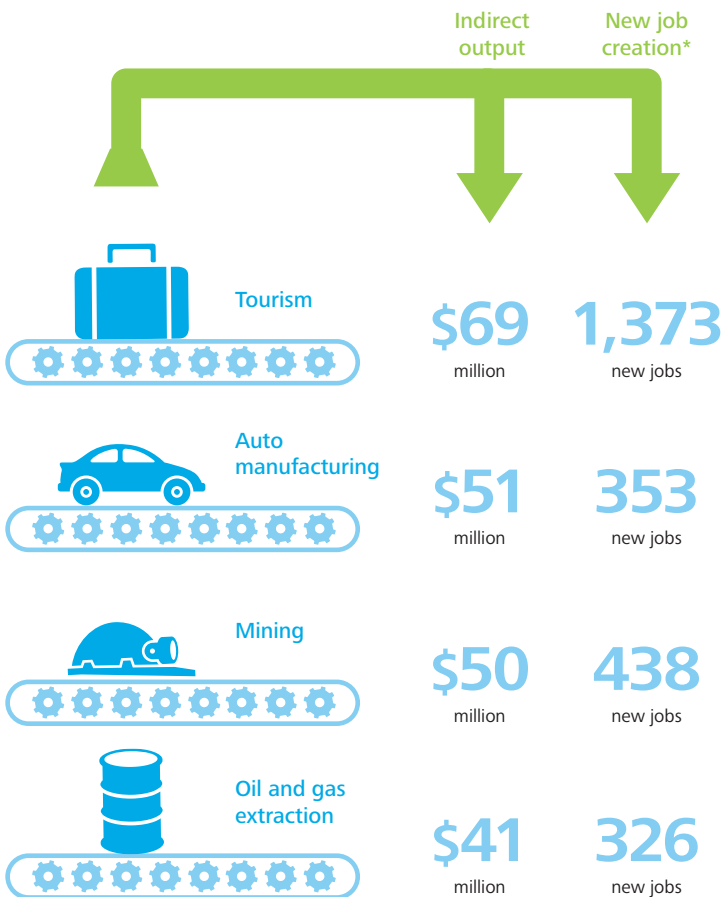 Indirect
output
New job
creation*
Tourism
$69
million
1,373
new jobs
Auto
manufacturing
$51
million
353
new jobs
Mining
$50
million
438
new jobs
Oil and gas
extraction
$41
million
326
new jobs